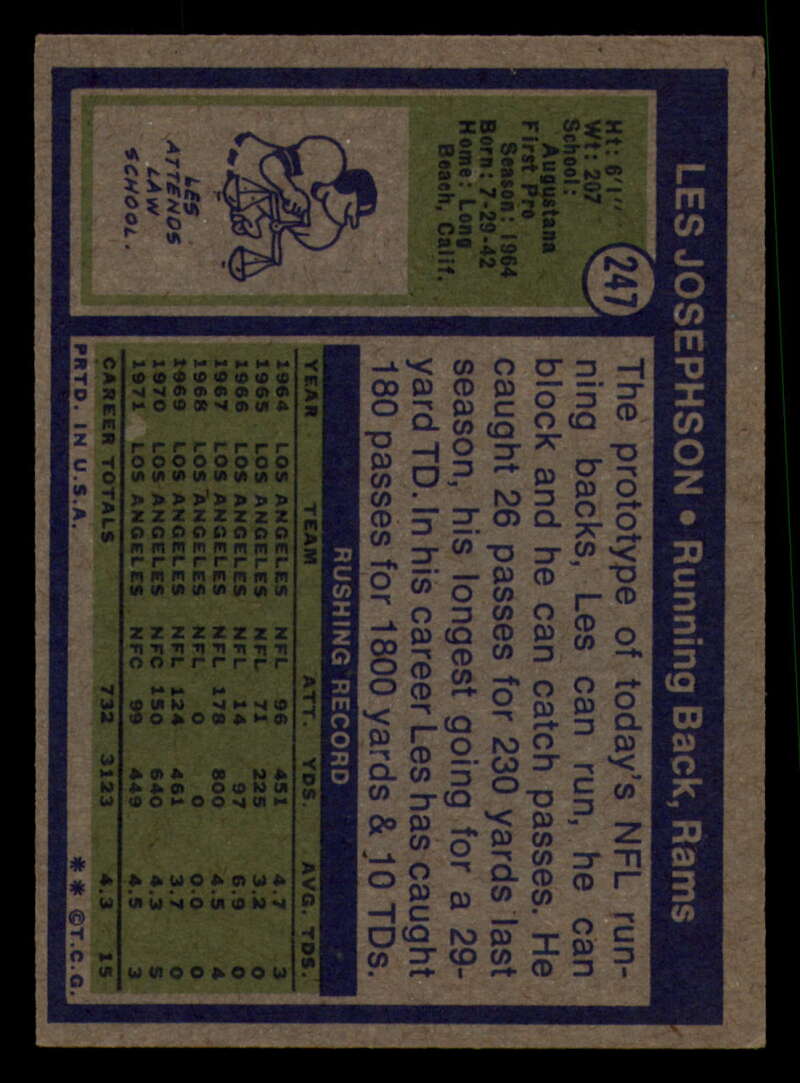 LES JOSEPHSON • Running Back, Rams
247
Ht: 6'1"
Wt: 207
School:
Augustana
First Pro
Season: 1964
Born: 7-29-42
Home: Long
Beach, Calif.
LES
ATTENDS
LAW
SCHOOL.
The prototype of today's NFL run-
ning backs, Les can run, he can
block and he can catch passes. He
caught 26 passes for 230 yards last
season, his longest going for a 29-
yard TD. In his career Les has caught
180 passes for 1800 yards & 10 TDs.
RUSHING RECORD
YEAR TEAM ATT. YDS. AVG. TDS.
1964 LOS ANGELES NFL 96 451 4.7 3
1965 LOS ANGELES NFL 71 225 3.2 0
1966 LOS ANGELES NFL 14 97 6.9 0
1967 LOS ANGELES NFL 178 800 4.5 4
1968 LOS ANGELES NFL 0 0 0.0 0
1969 LOS ANGELES NFL 124 461 3.7 0
1970 LOS ANGELES NFC 150 640 4.3 5
1971 LOS ANGELES NFC 99 449 4.5 3
CAREER TOTALS 732 3123 4.3 15
PRTD. IN U.S.A. ** ©T.C.G.